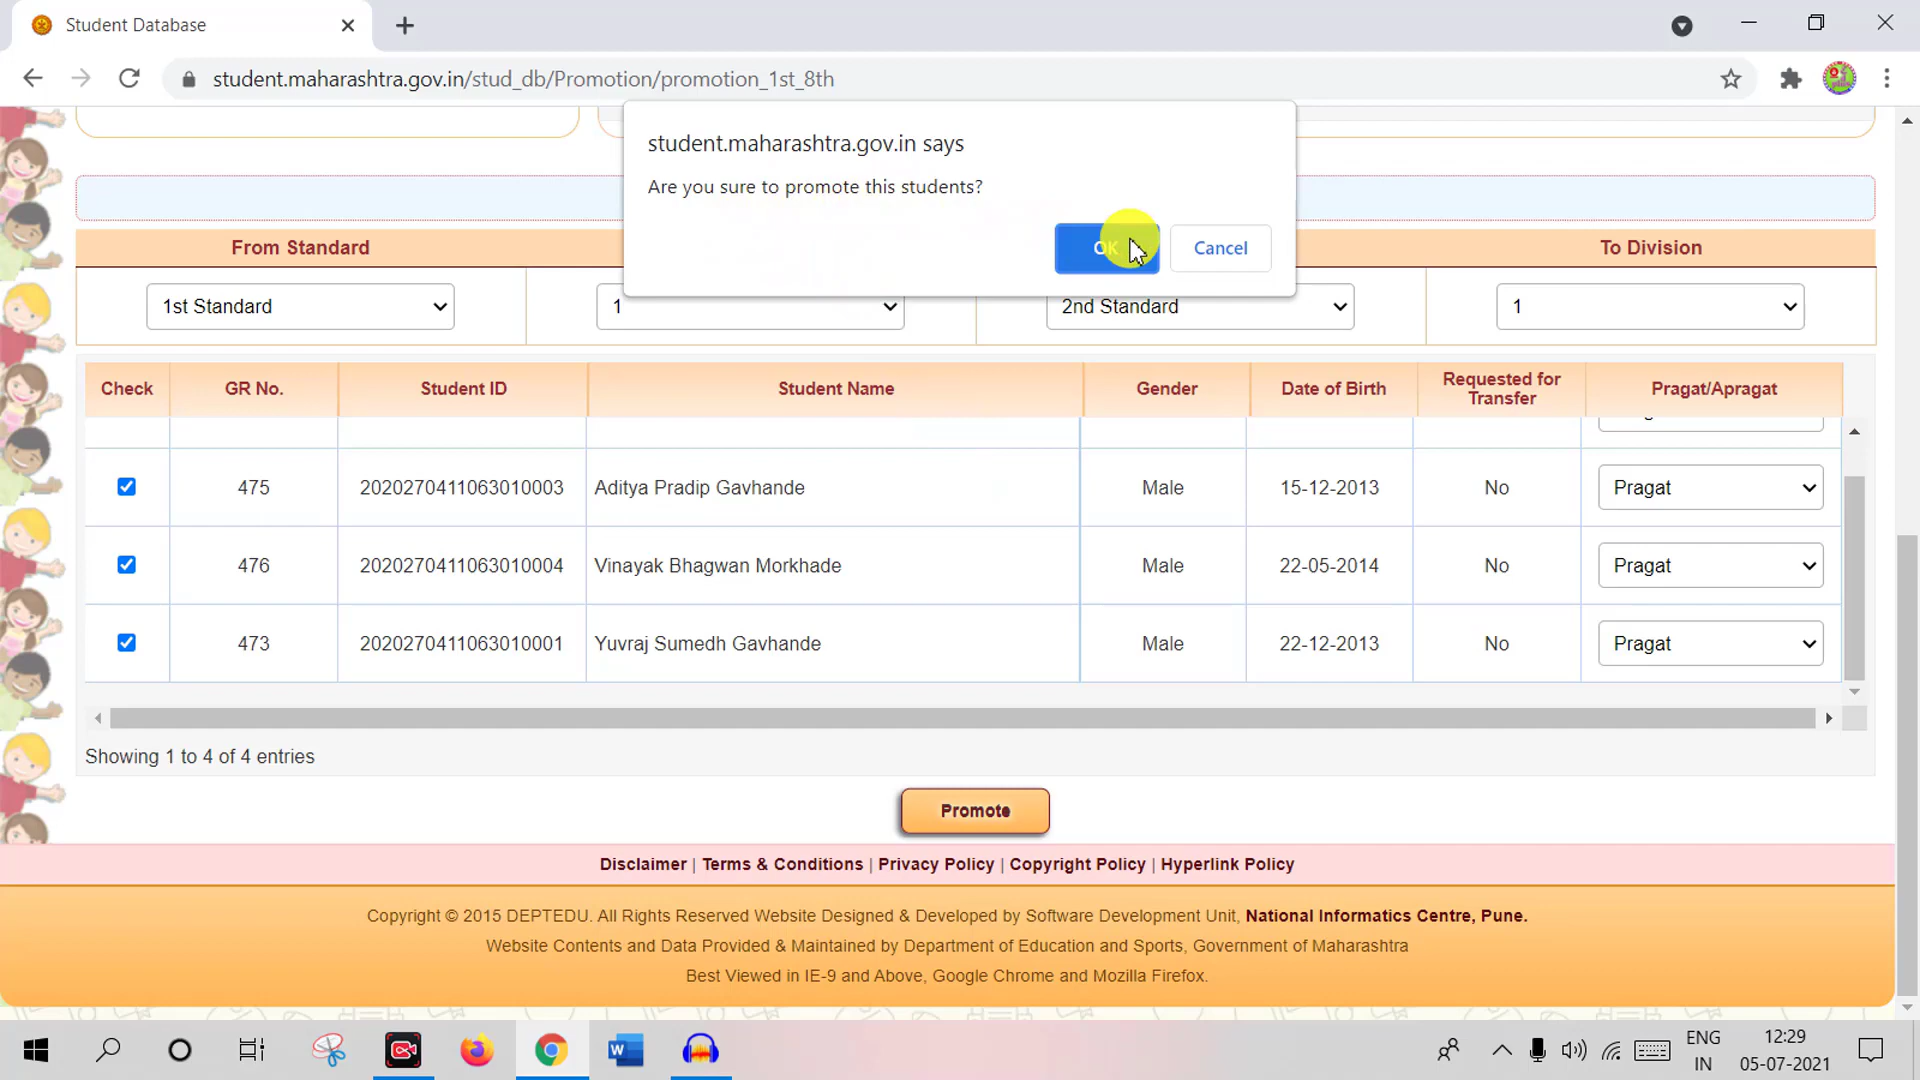 Student Database
student.maharashtra.gov.in/stud_db/Promotion/promotion_1st_8th
student.maharashtra.gov.in says
Are you sure to promote this students?
OK Cancel
From Standard To Division
1st Standard 1 2nd Standard 1
Check GR No. Student ID Student Name Gender Date of Birth Requested for Transfer Pragat/Apragat
475 2020270411063010003 Aditya Pradip Gavhande Male 15-12-2013 No Pragat
476 2020270411063010004 Vinayak Bhagwan Morkhade Male 22-05-2014 No Pragat
473 2020270411063010001 Yuvraj Sumedh Gavhande Male 22-12-2013 No Pragat
Showing 1 to 4 of 4 entries
Promote
Disclaimer | Terms & Conditions | Privacy Policy | Copyright Policy | Hyperlink Policy
Copyright © 2015 DEPTEDU. All Rights Reserved Website Designed & Developed by Software Development Unit, National Informatics Centre, Pune.
Website Contents and Data Provided & Maintained by Department of Education and Sports, Government of Maharashtra
Best Viewed in IE-9 and Above, Google Chrome and Mozilla Firefox.
ENG 12:29
IN 05-07-2021